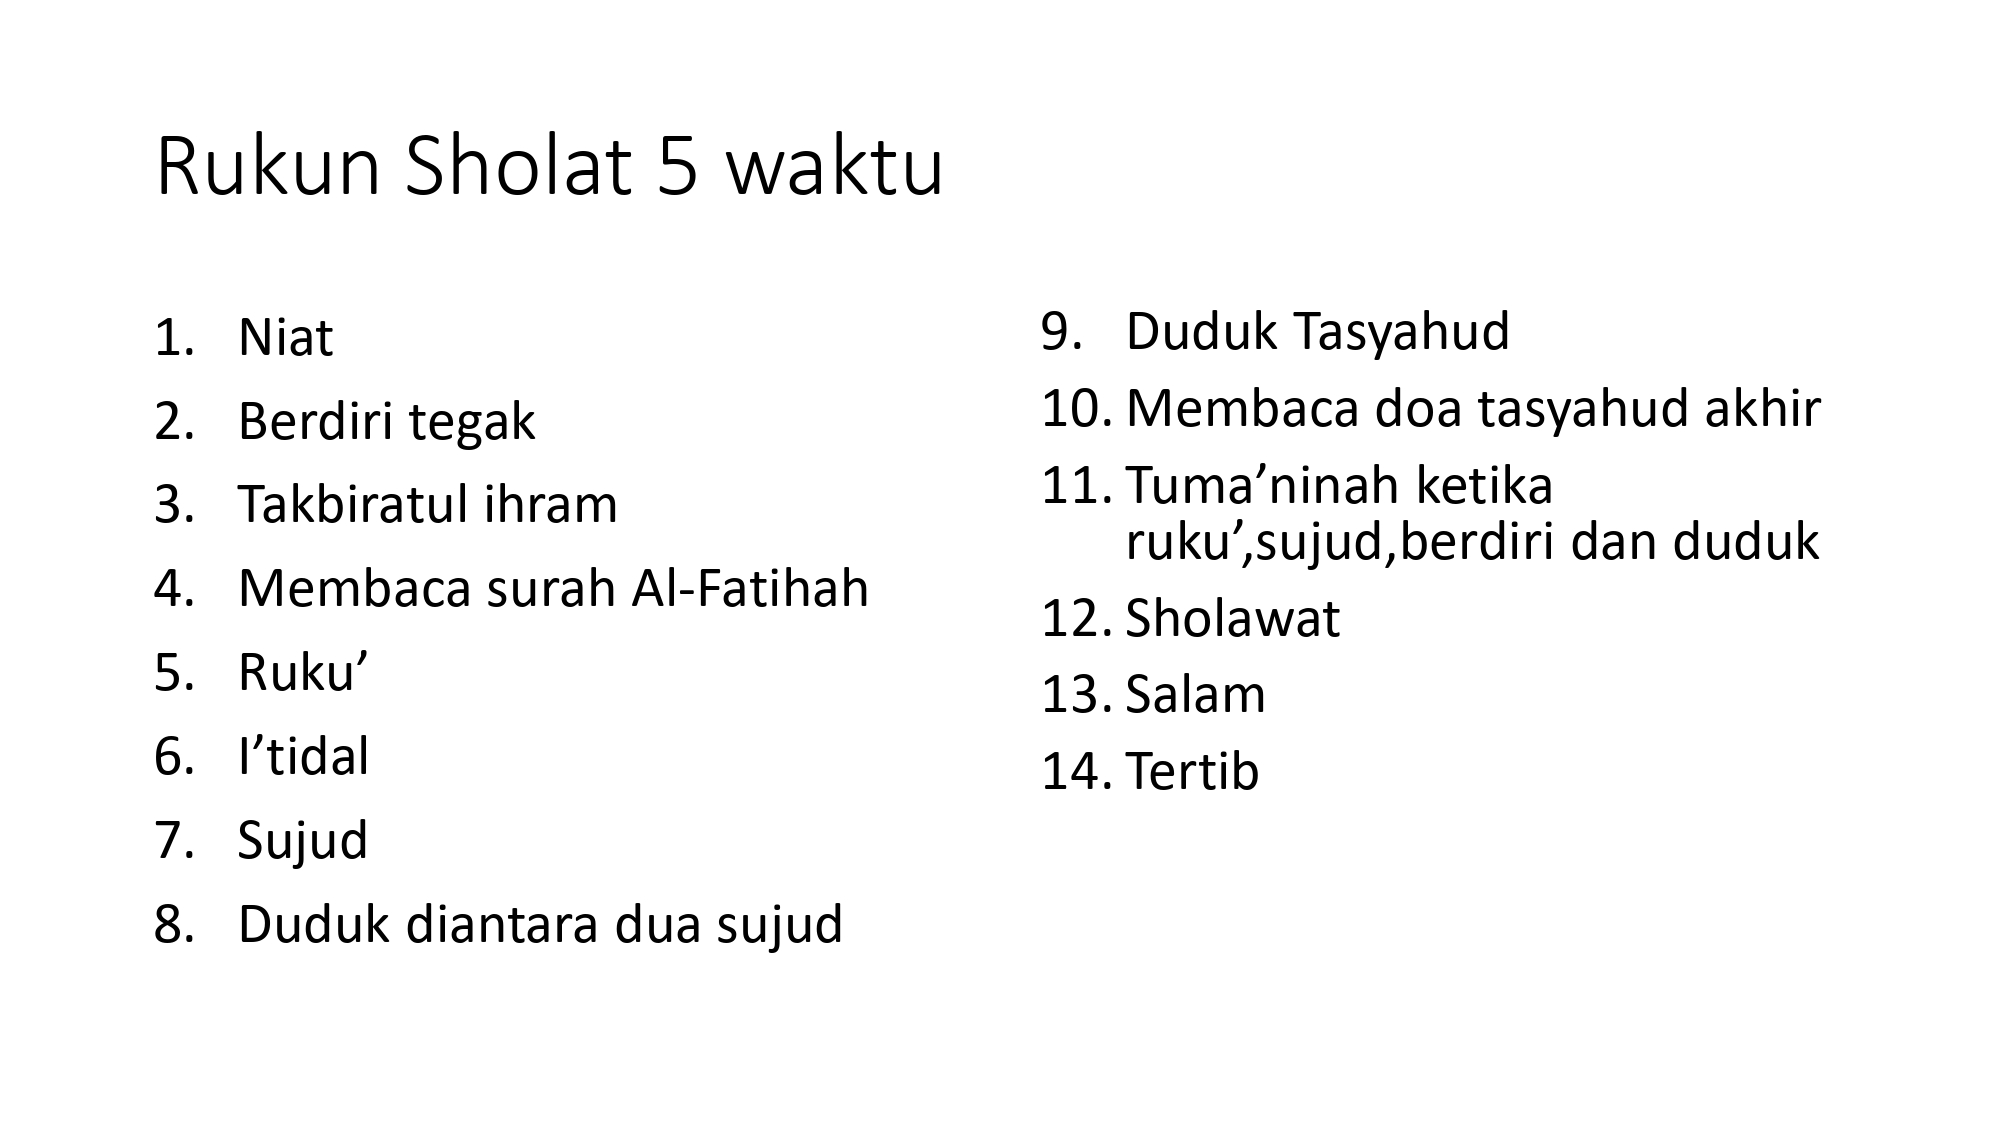 Rukun Sholat 5 waktu
1. Niat
2. Berdiri tegak
3. Takbiratul ihram
4. Membaca surah Al-Fatihah
5. Ruku’
6. I’tidal
7. Sujud
8. Duduk diantara dua sujud
9. Duduk Tasyahud
10. Membaca doa tasyahud akhir
11. Tuma’ninah ketika
ruku’,sujud,berdiri dan duduk
12. Sholawat
13. Salam
14. Tertib